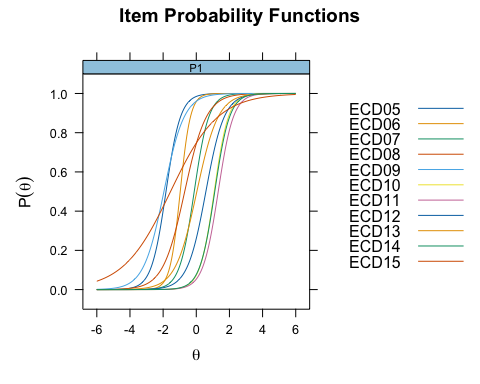 Item Probability Functions
P1
P(θ)
1.0
0.8
0.6
0.4
0.2
0.0
-6 -4 -2 0 2 4 6
θ
ECD05
ECD06
ECD07
ECD08
ECD09
ECD10
ECD11
ECD12
ECD13
ECD14
ECD15